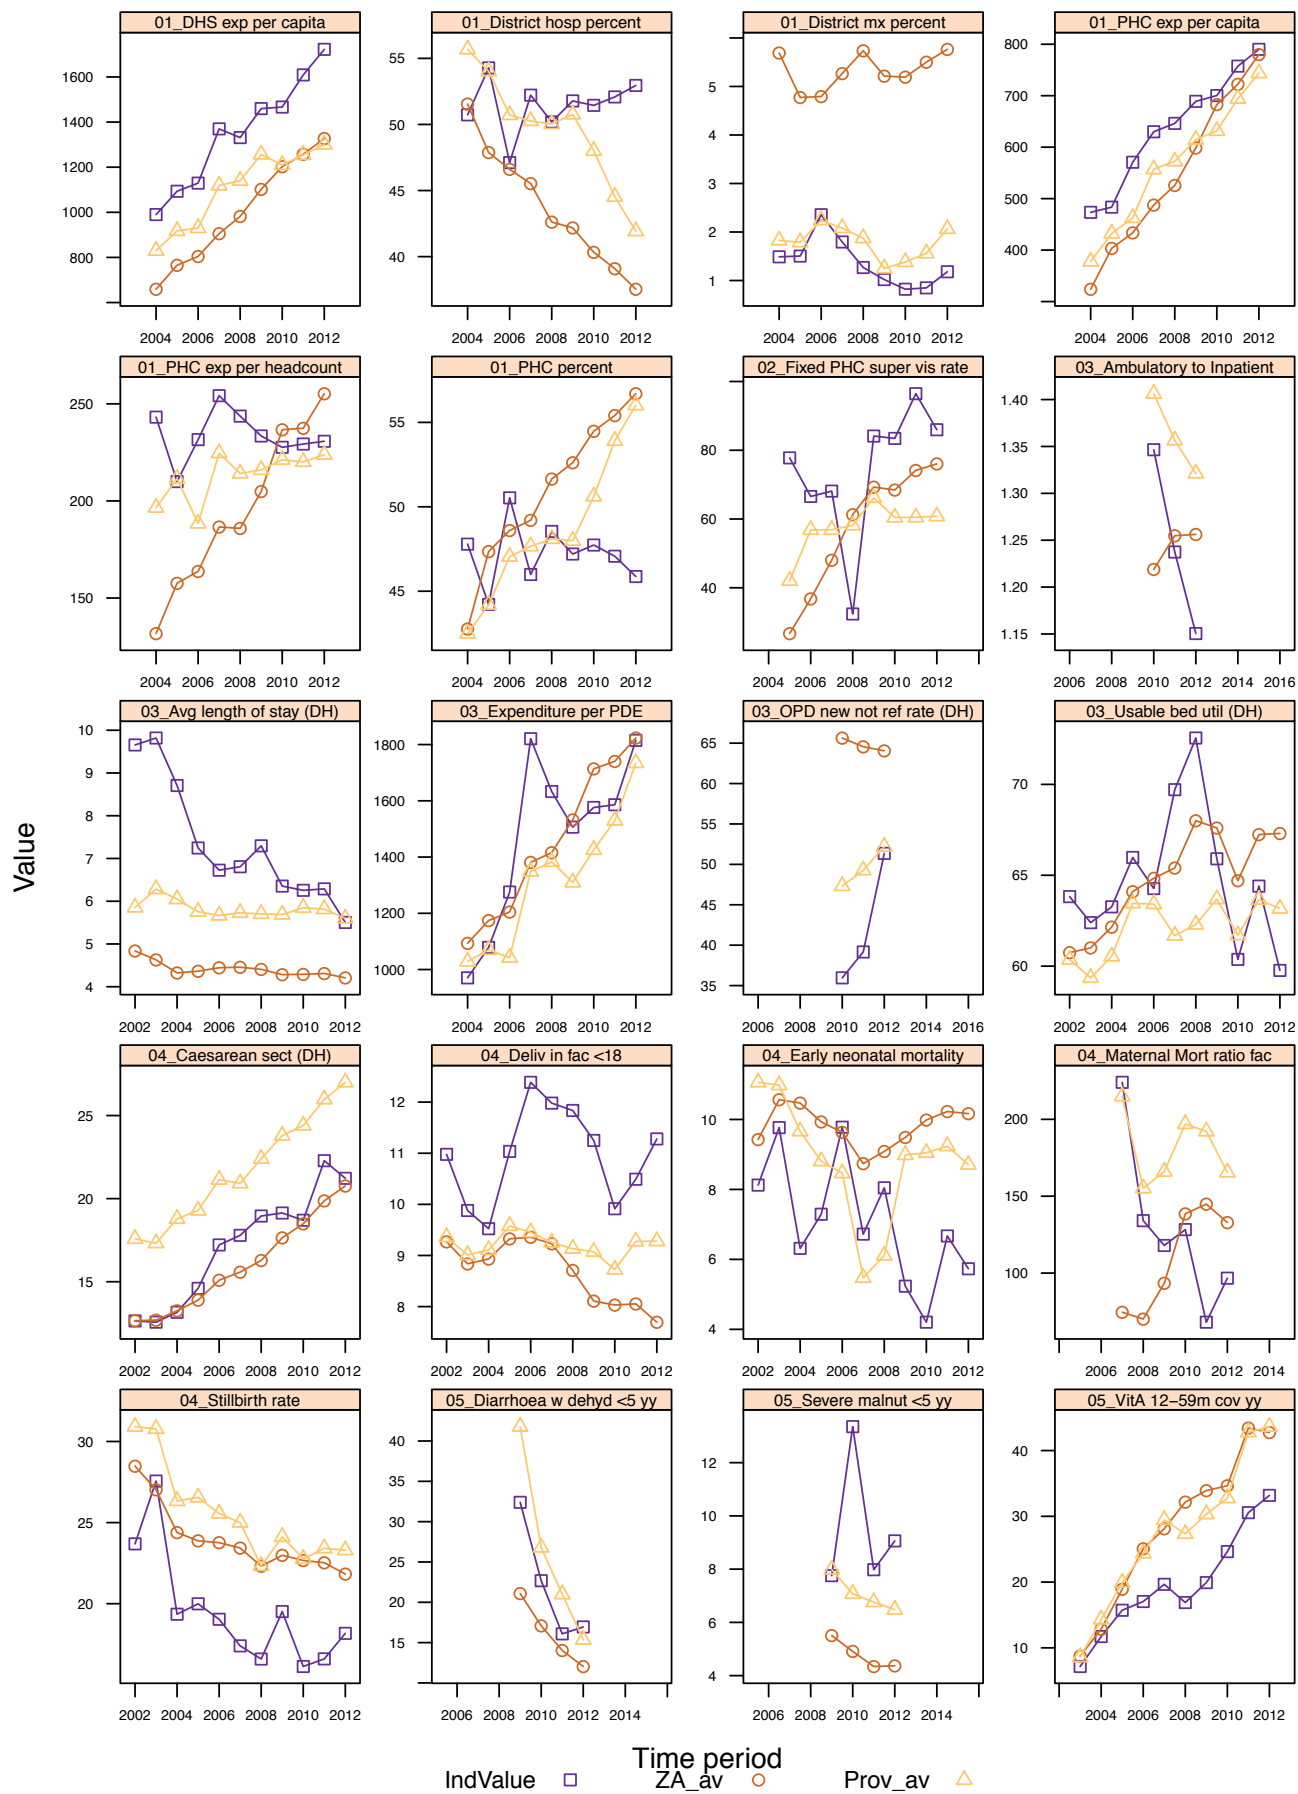 01_DHS exp per capita
01_District hosp percent
01_District mx percent
01_PHC exp per capita
1600
1400
1200
1000
800
2004 2006 2008 2010 2012
55
50
45
40
2004 2006 2008 2010 2012
5
4
3
2
1
2004 2006 2008 2010 2012
800
700
600
500
400
2004 2006 2008 2010 2012
01_PHC exp per headcount
01_PHC percent
02_Fixed PHC super vis rate
03_Ambulatory to Inpatient
250
200
150
2004 2006 2008 2010 2012
55
50
45
2004 2006 2008 2010 2012
80
60
40
2004 2006 2008 2010 2012
1.40
1.35
1.30
1.25
1.20
1.15
2006 2008 2010 2012 2014 2016
03_Avg length of stay (DH)
03_Expenditure per PDE
03_OPD new not ref rate (DH)
03_Usable bed util (DH)
10
9
8
7
6
5
4
2002 2004 2006 2008 2010 2012
1800
1600
1400
1200
1000
2004 2006 2008 2010 2012
65
60
55
50
45
40
35
2006 2008 2010 2012 2014 2016
70
65
60
2002 2004 2006 2008 2010 2012
Value
04_Caesarean sect (DH)
04_Deliv in fac <18
04_Early neonatal mortality
04_Maternal Mort ratio fac
25
20
15
2002 2004 2006 2008 2010 2012
12
11
10
9
8
2002 2004 2006 2008 2010 2012
10
8
6
4
2002 2004 2006 2008 2010 2012
200
150
100
2006 2008 2010 2012 2014
04_Stillbirth rate
05_Diarrhoea w dehyd <5 yy
05_Severe malnut <5 yy
05_VitA 12−59m cov yy
30
25
20
2002 2004 2006 2008 2010 2012
40
35
30
25
20
15
2006 2008 2010 2012 2014
12
10
8
6
4
2006 2008 2010 2012 2014
40
30
20
10
2004 2006 2008 2010 2012
Time period
IndValue ZA_av Prov_av